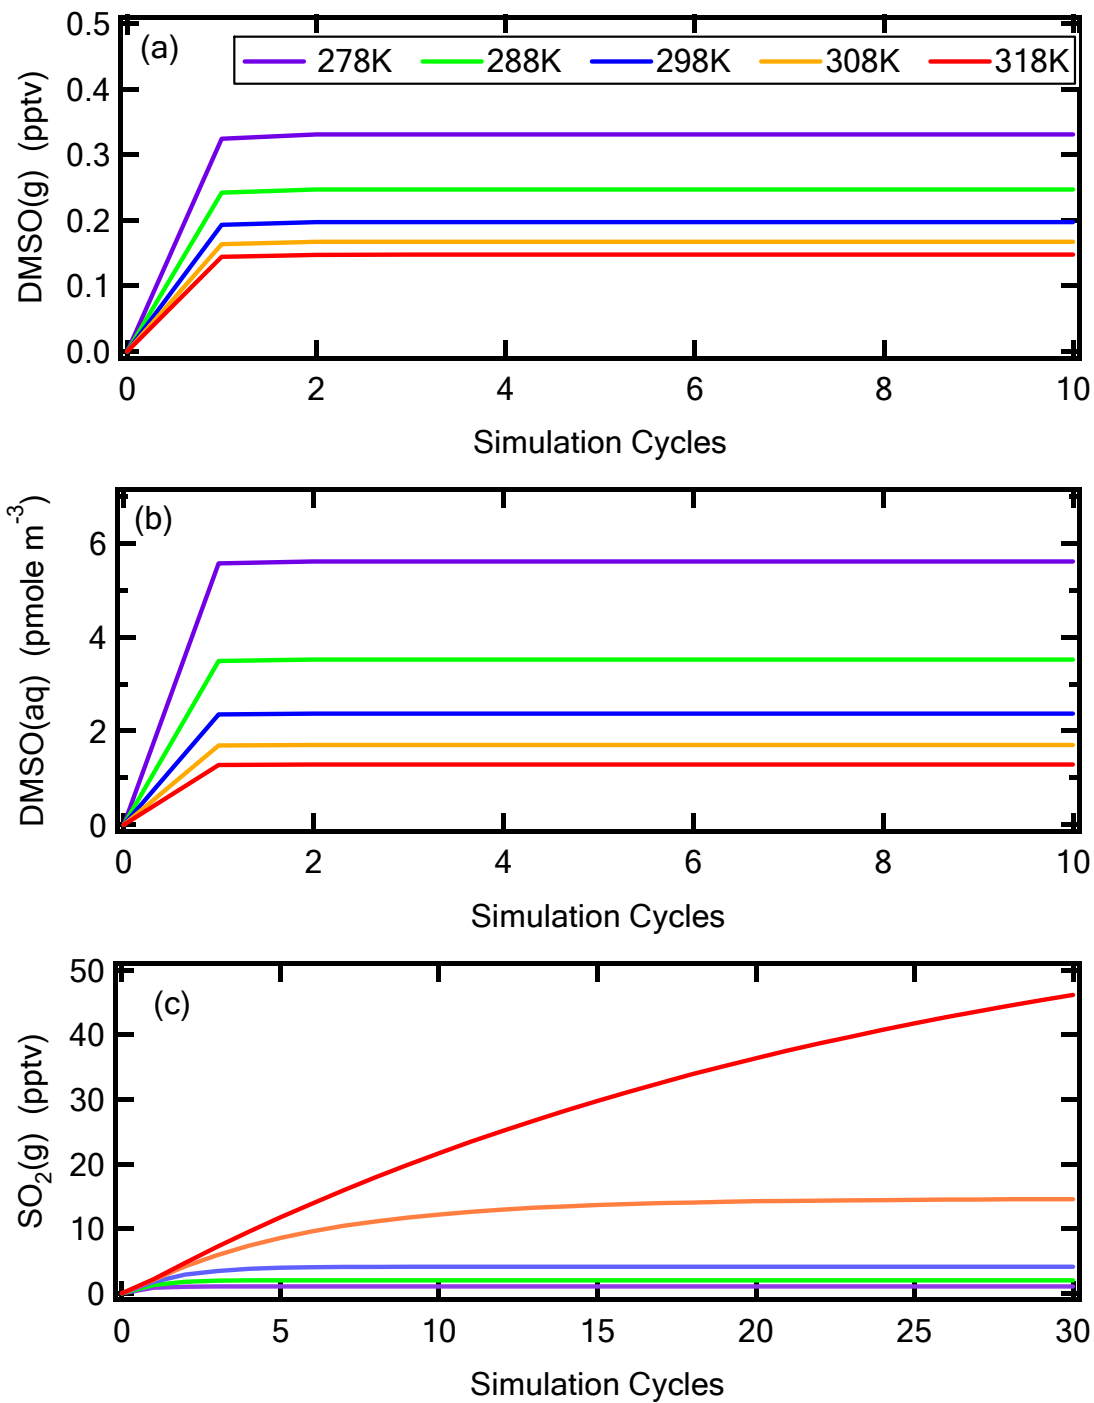 0.5
(a)
278K 288K 298K 308K 318K
0.4
0.3
0.2
0.1
0.0
DMSO(g) (pptv)
0 2 4 6 8 10
Simulation Cycles
(b)
6
4
2
0
DMSO(aq) (pmole m⁻³)
0 2 4 6 8 10
Simulation Cycles
50
(c)
40
30
20
10
0
SO₂(g) (pptv)
0 5 10 15 20 25 30
Simulation Cycles